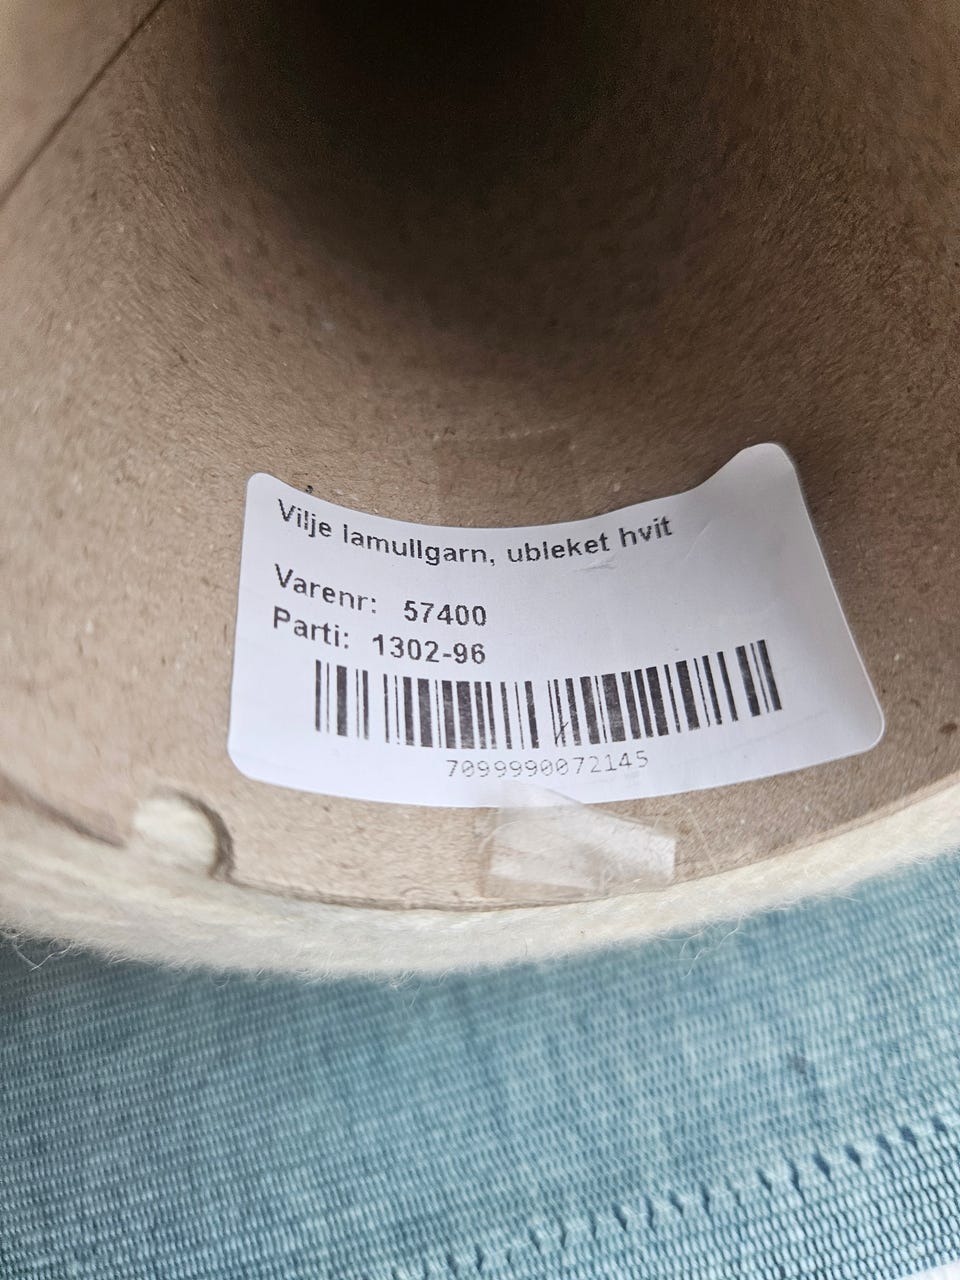 Vilje lamullgarn, ubleket hvit
Varenr: 57400
Parti: 1302-96
7099990072145